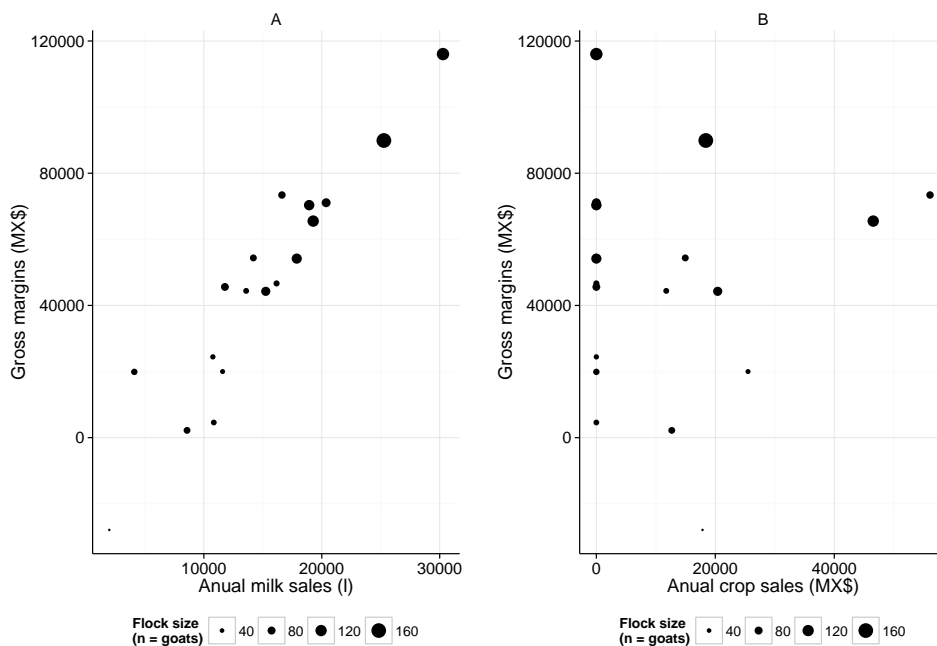 A
B
Gross margins (MX$)
120000
80000
40000
0
10000
20000
30000
Anual milk sales (l)
Gross margins (MX$)
120000
80000
40000
0
0
20000
40000
Anual crop sales (MX$)
Flock size
(n = goats)
40
80
120
160
Flock size
(n = goats)
40
80
120
160